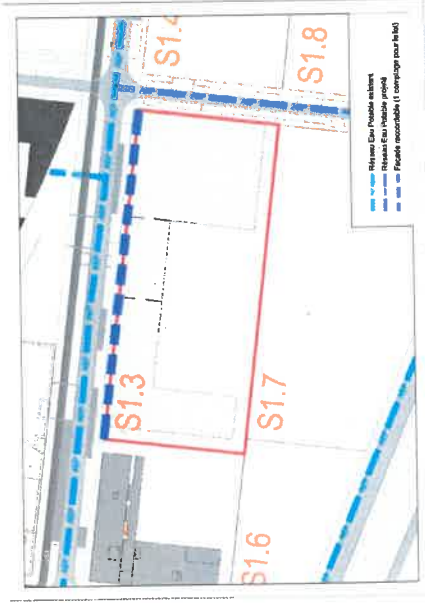 S1.4
S1.8
S1.3
S1.7
S1.6
Réseau Eau Potable existant
Réseau Eau Potable projeté
Façade raccordable (1 comptage pour le lot)